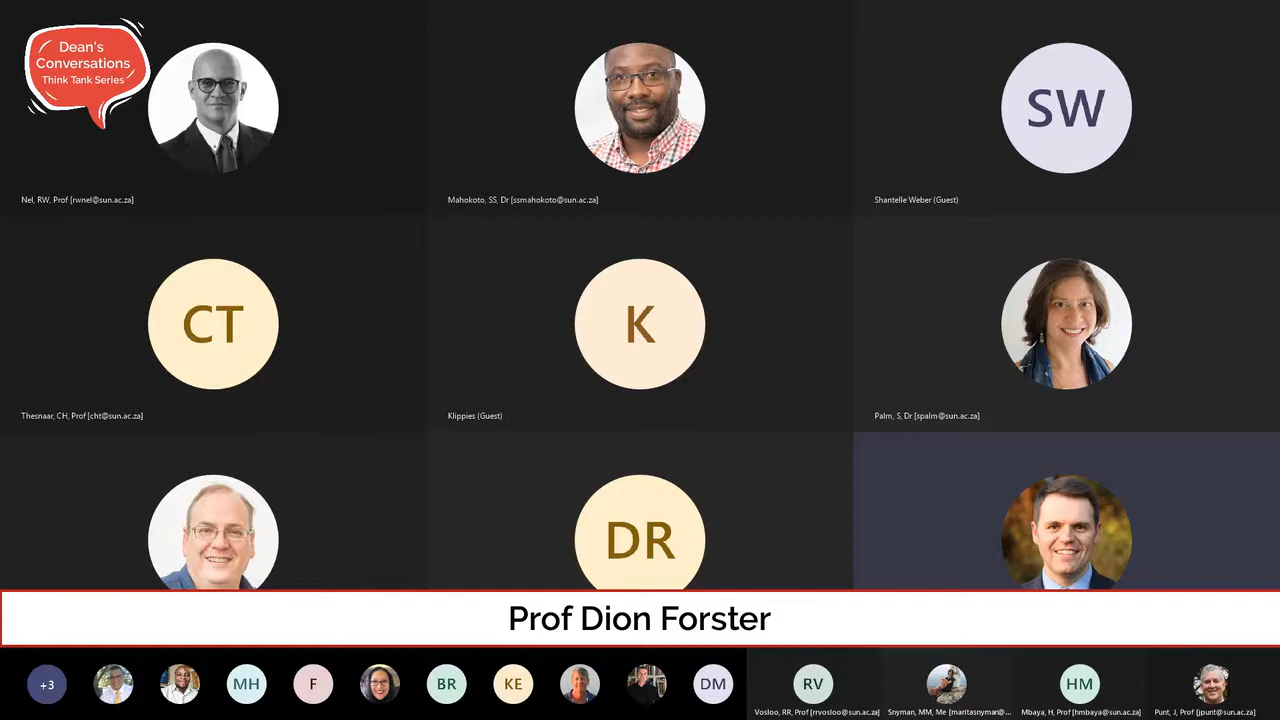 Dean's
Conversations
Think Tank Series
SW
Nel, RW, Prof [rwnel@sun.ac.za]
Mahokoto, SS, Dr [ssmahokoto@sun.ac.za]
Shantelle Weber (Guest)
CT
K
Thesnaar, CH, Prof [cht@sun.ac.za]
Klippies (Guest)
Palm, S, Dr [spalm@sun.ac.za]
DR
Prof Dion Forster
+3
MH
F
BR
KE
DM
RV
HM
Vosloo, RR, Prof [rrvosloo@sun.ac.za]
Snyman, MM, Me [maritasnyman@...
Mbaya, H, Prof [hmbaya@sun.ac.za]
Punt, J, Prof [jpunt@sun.ac.za]